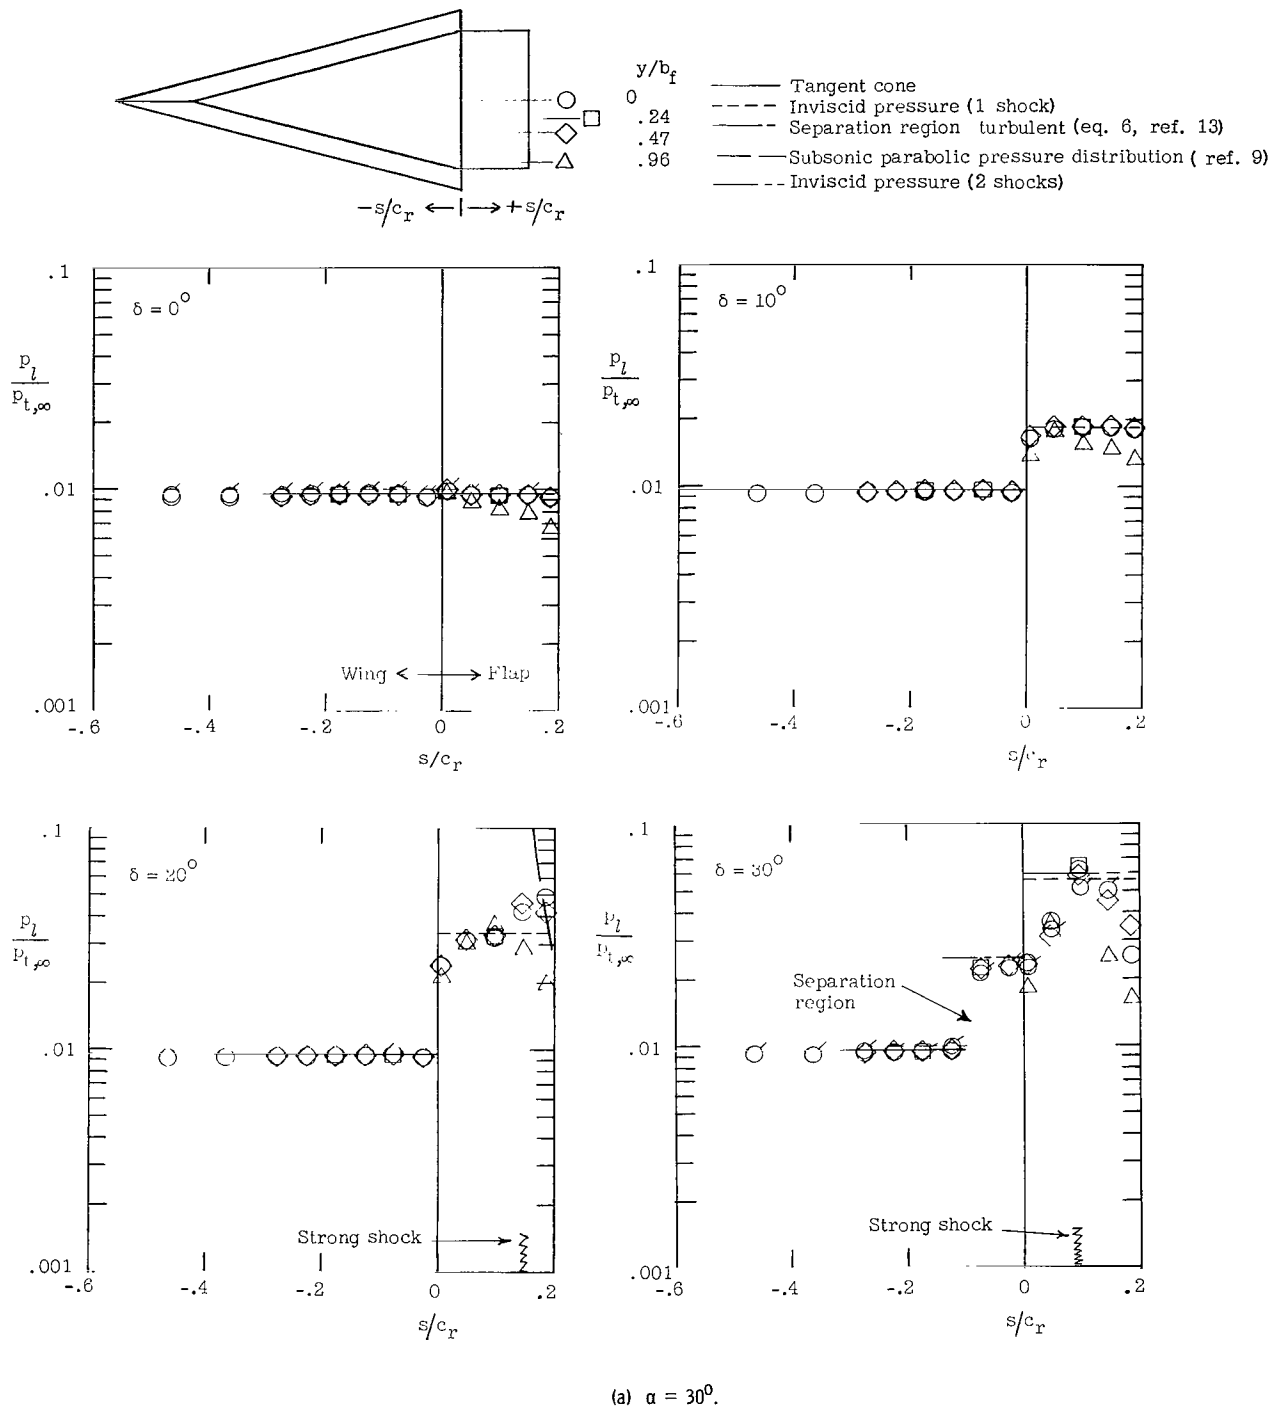 y/b_f
0
.24
.47
.96
Tangent cone
Inviscid pressure (1 shock)
Separation region turbulent (eq. 6, ref. 13)
Subsonic parabolic pressure distribution ( ref. 9)
Inviscid pressure (2 shocks)
-s/c_r ← → +s/c_r
.1
δ = 0°
p_l
p_t,∞
.01
Wing ← → Flap
.001
-.6 -.4 -.2 0 .2
s/c_r
.1
δ = 10°
p_l
p_t,∞
.01
.001
-.6 -.4 -.2 0 .2
s/c_r
.1
δ = 20°
p_l
p_t,∞
.01
Strong shock
.001
-.6 -.4 -.2 0 .2
s/c_r
.1
δ = 30°
p_l
p_t,∞
Separation
region
.01
Strong shock
.001
-.6 -.4 -.2 0 .2
s/c_r
(a) α = 30°.